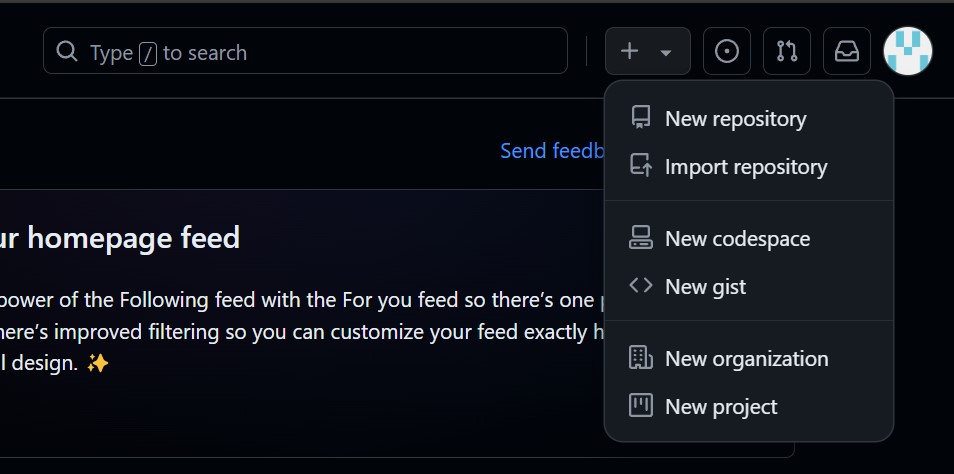 Type / to search
New repository
Import repository
New codespace
New gist
New organization
New project
Send feedb
ur homepage feed
power of the Following feed with the For you feed so there's one
here's improved filtering so you can customize your feed exactly h
l design. ✨